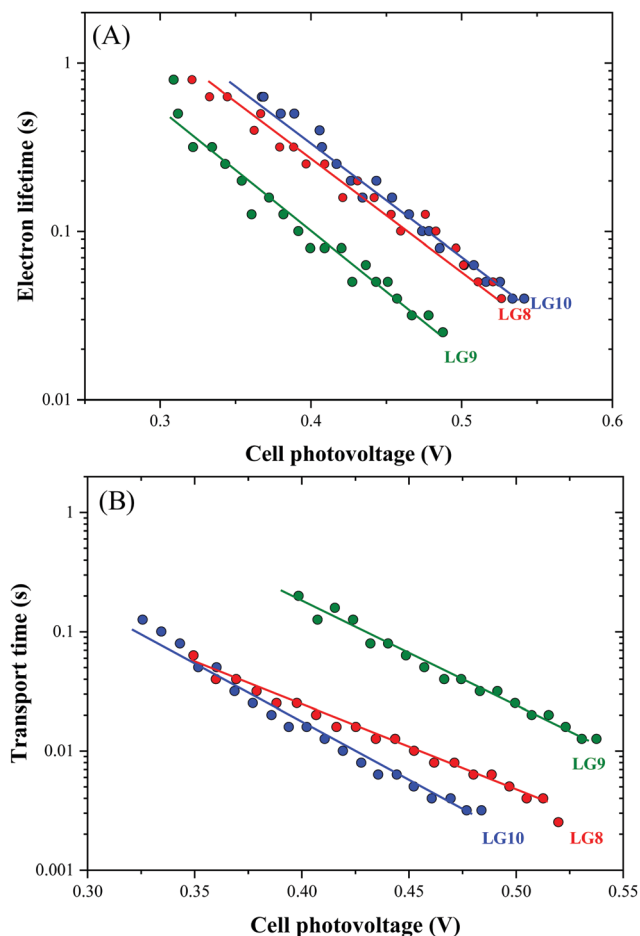 (A)
Electron lifetime (s)
1
0.1
0.01
LG8
LG10
LG9
0.3 0.4 0.5 0.6
Cell photovoltage (V)
(B)
Transport time (s)
1
0.1
0.01
0.001
LG9
LG10
LG8
0.30 0.35 0.40 0.45 0.50 0.55
Cell photovoltage (V)